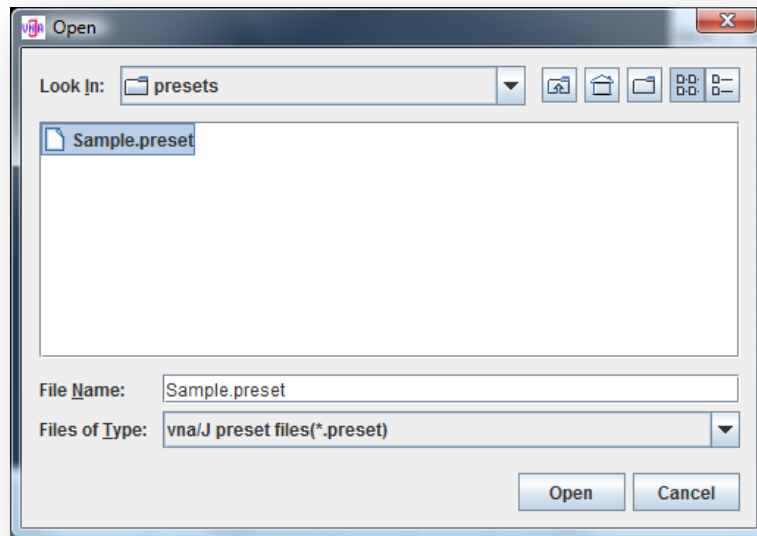 VNA Open
Look In: presets
Sample.preset
File Name: Sample.preset
Files of Type: vna/J preset files(*.preset)
Open Cancel